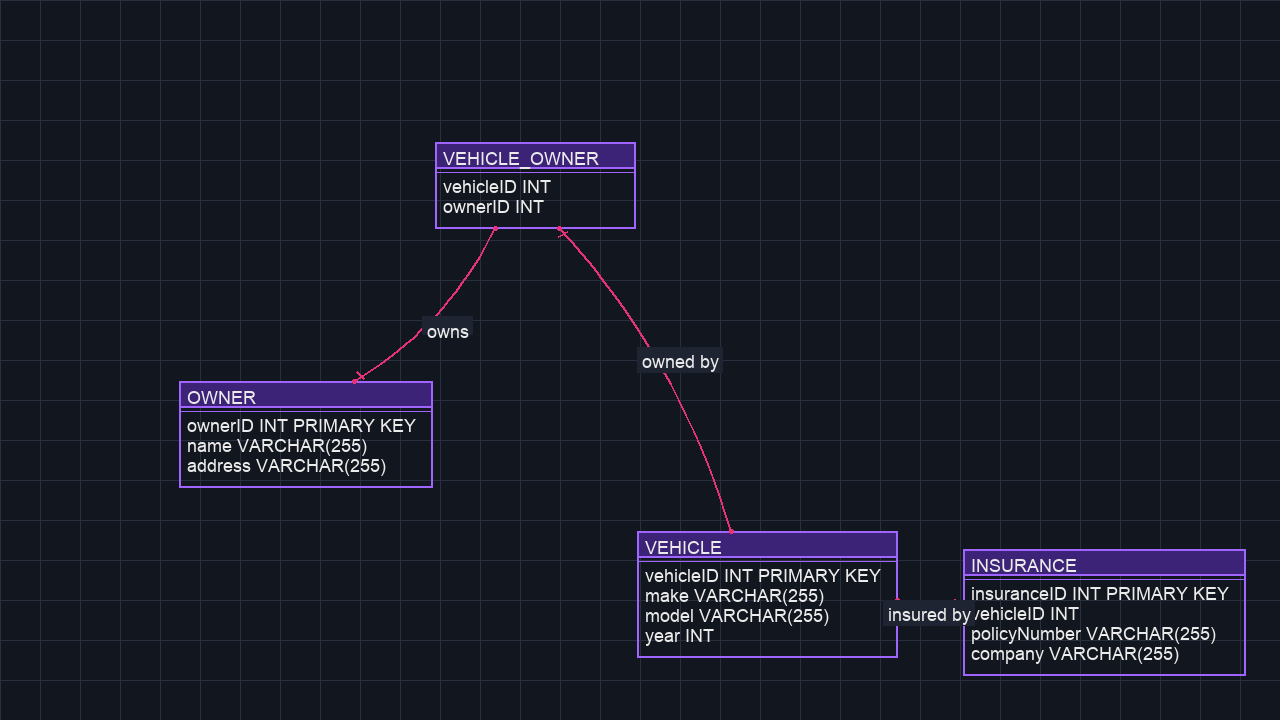 VEHICLE_OWNER
vehicleID INT
ownerID INT
owns
owned by
OWNER
ownerID INT PRIMARY KEY
name VARCHAR(255)
address VARCHAR(255)
VEHICLE
vehicleID INT PRIMARY KEY
make VARCHAR(255)
model VARCHAR(255)
year INT
insured by
INSURANCE
insuranceID INT PRIMARY KEY
vehicleID INT
policyNumber VARCHAR(255)
company VARCHAR(255)